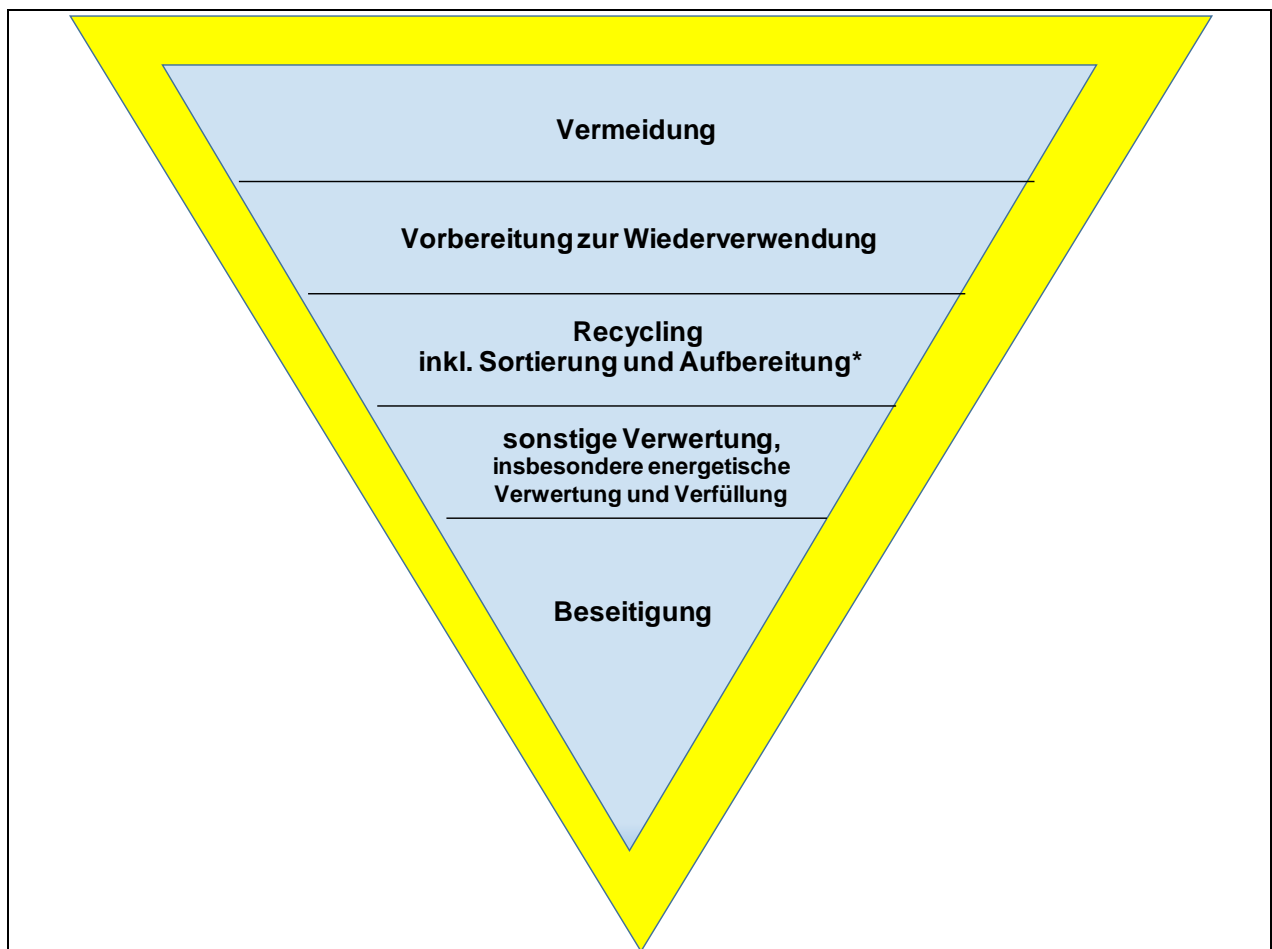 Vermeidung
Vorbereitung zur Wiederverwendung
Recycling
inkl. Sortierung und Aufbereitung*
sonstige Verwertung,
insbesondere energetische
Verwertung und Verfüllung
Beseitigung